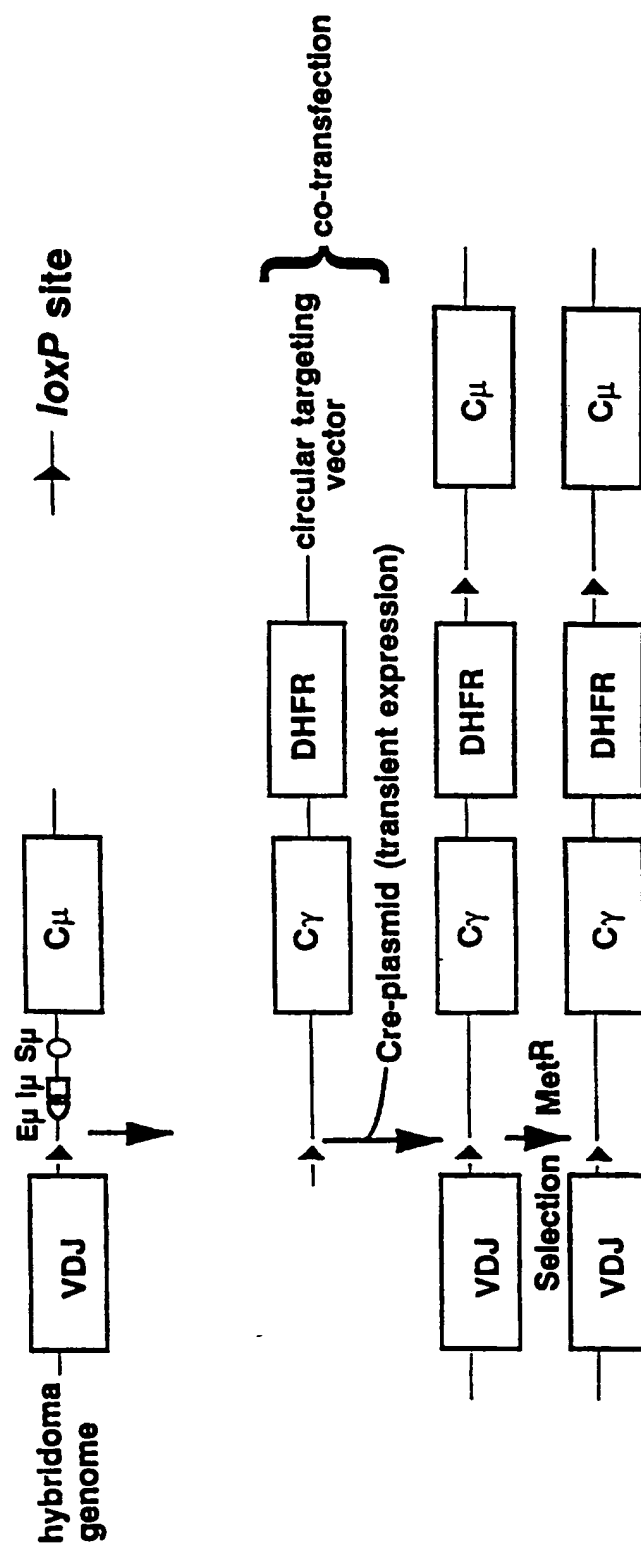 hybridoma
genome
VDJ
Eμ Iμ Sμ
Cμ
loxP site
Cγ
DHFR
circular targeting
vector
co-transfection
Cre-plasmid (transient expression)
VDJ
Cγ
DHFR
Cμ
Selection MetR
VDJ
Cγ
DHFR
Cμ